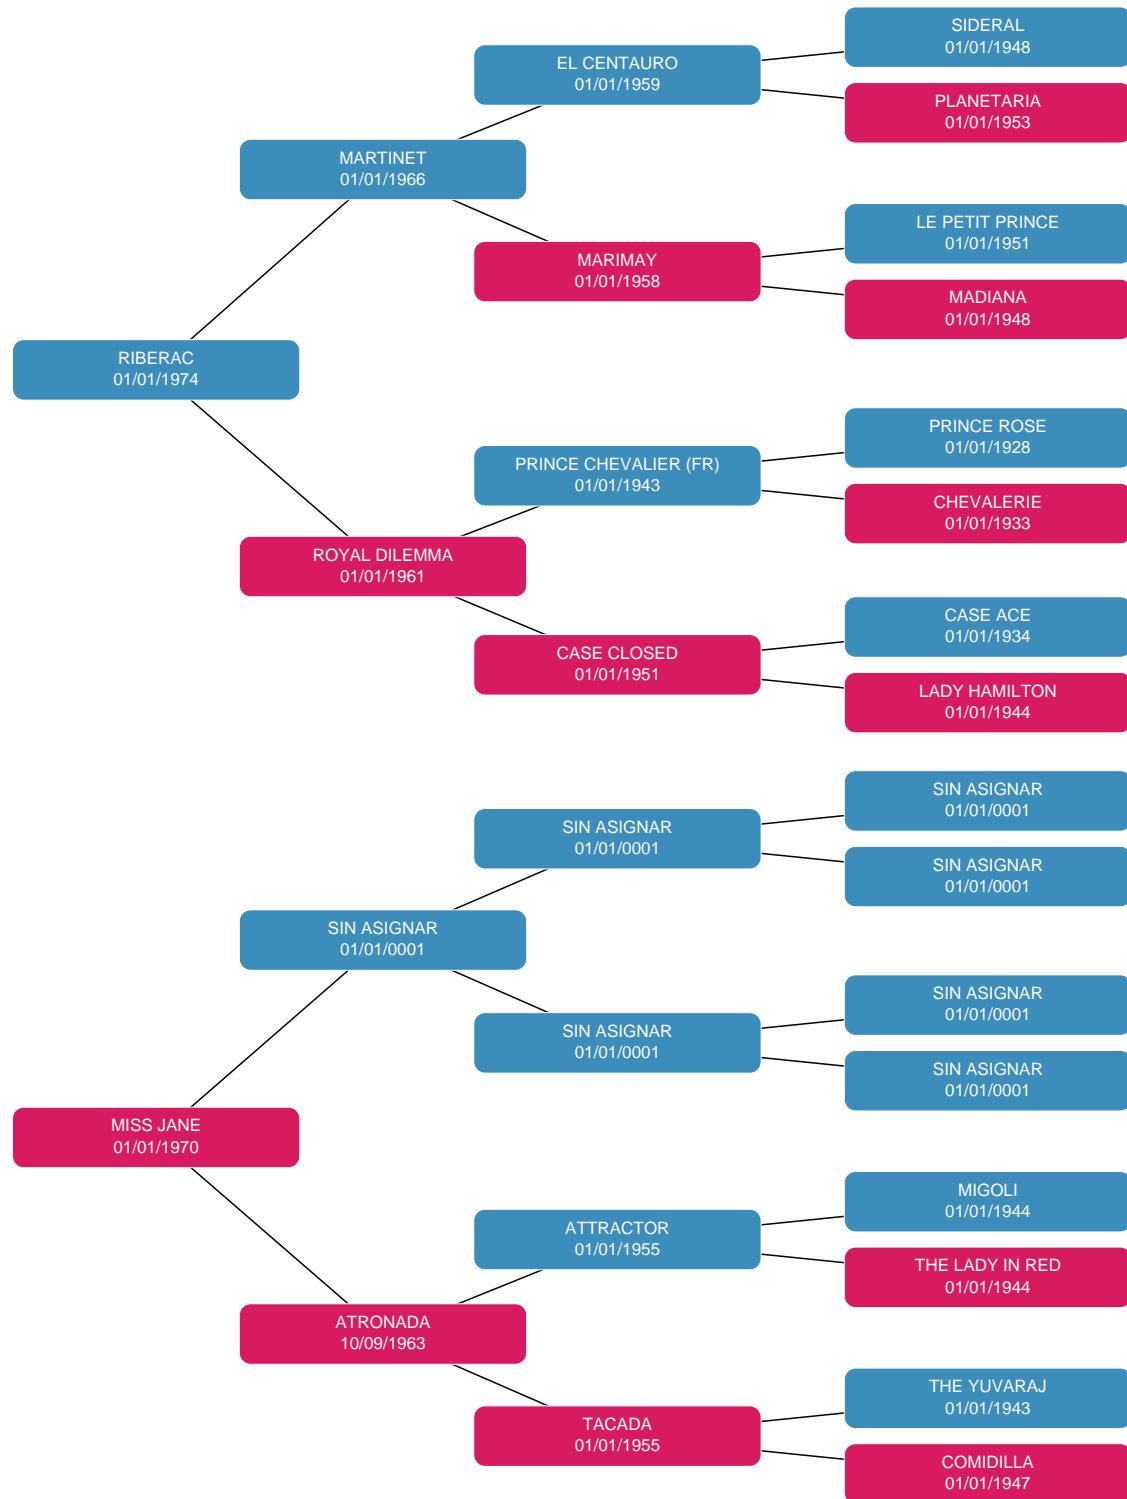 SIDERAL
01/01/1948
EL CENTAURO
01/01/1959
PLANETARIA
01/01/1953
MARTINET
01/01/1966
LE PETIT PRINCE
01/01/1951
MARIMAY
01/01/1958
MADIANA
01/01/1948
RIBERAC
01/01/1974
PRINCE ROSE
01/01/1928
PRINCE CHEVALIER (FR)
01/01/1943
CHEVALERIE
01/01/1933
ROYAL DILEMMA
01/01/1961
CASE ACE
01/01/1934
CASE CLOSED
01/01/1951
LADY HAMILTON
01/01/1944
SIN ASIGNAR
01/01/0001
SIN ASIGNAR
01/01/0001
SIN ASIGNAR
01/01/0001
SIN ASIGNAR
01/01/0001
SIN ASIGNAR
01/01/0001
SIN ASIGNAR
01/01/0001
SIN ASIGNAR
01/01/0001
MISS JANE
01/01/1970
MIGOLI
01/01/1944
ATTRACTOR
01/01/1955
THE LADY IN RED
01/01/1944
ATRONADA
10/09/1963
THE YUVARAJ
01/01/1943
TACADA
01/01/1955
COMIDILLA
01/01/1947